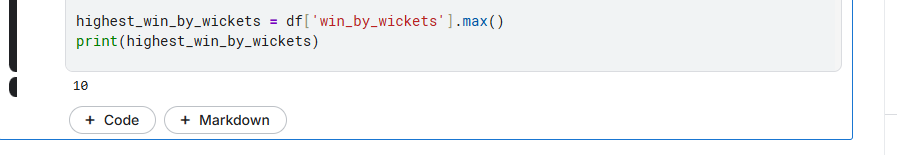 highest_win_by_wickets = df['win_by_wickets'].max()
print(highest_win_by_wickets)
10
+ Code + Markdown